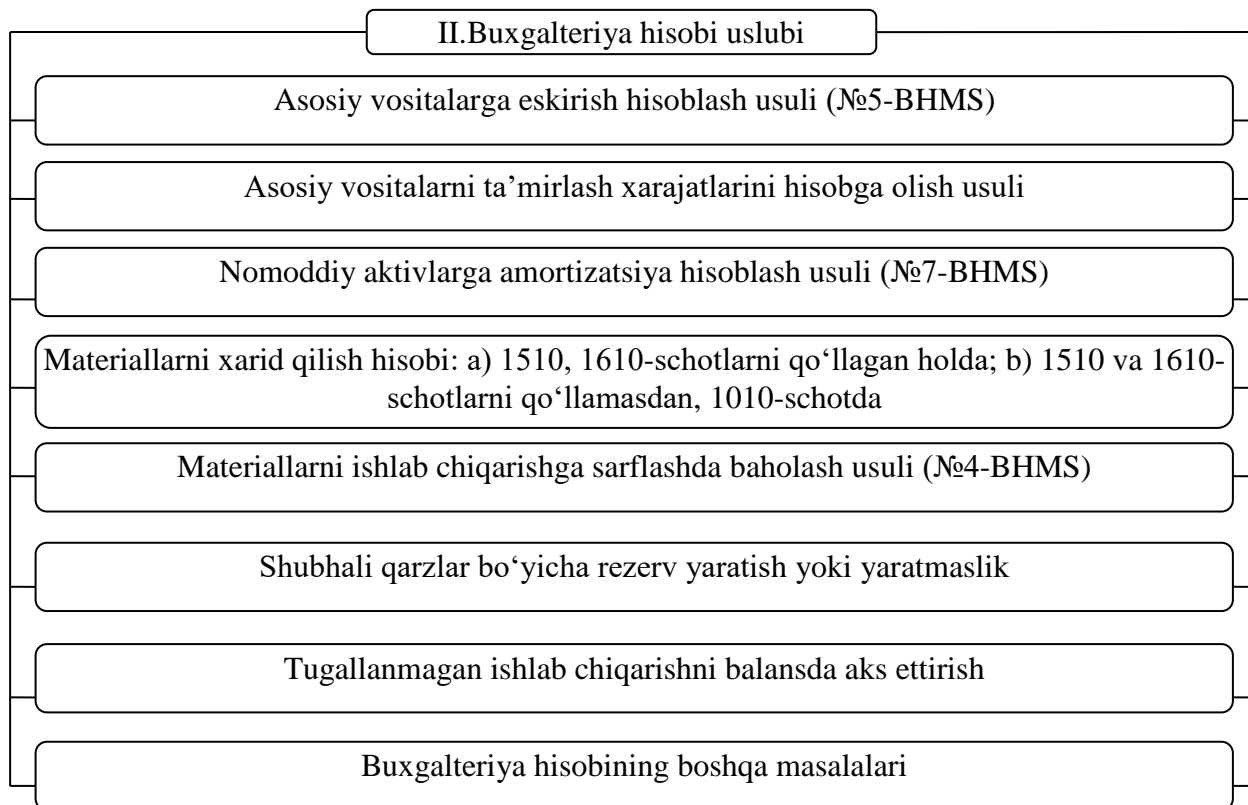 II.Buxgalteriya hisobi uslubi
Asosiy vositalarga eskirish hisoblash usuli (№5-BHMS)
Asosiy vositalarni ta’mirlash xarajatlarini hisobga olish usuli
Nomoddiy aktivlarga amortizatsiya hisoblash usuli (№7-BHMS)
Materiallarni xarid qilish hisobi: a) 1510, 1610-schotlarni qo‘llagan holda; b) 1510 va 1610-
schotlarni qo‘llamasdan, 1010-schotda
Materiallarni ishlab chiqarishga sarflashda baholash usuli (№4-BHMS)
Shubhali qarzlar bo‘yicha rezerv yaratish yoki yaratmaslik
Tugallanmagan ishlab chiqarishni balansda aks ettirish
Buxgalteriya hisobining boshqa masalalari